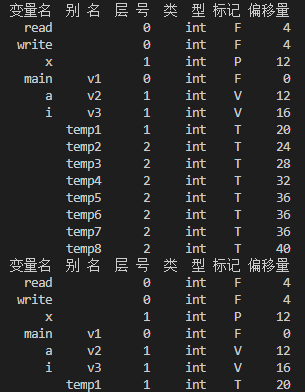 变量名 别 名 层 号 类 型 标记 偏移量
read 0 int F 4
write 0 int F 4
x 1 int P 12
main v1 0 int F 0
a v2 1 int V 12
i v3 1 int V 16
temp1 1 int T 20
temp2 2 int T 24
temp3 2 int T 28
temp4 2 int T 32
temp5 2 int T 36
temp6 2 int T 36
temp7 2 int T 36
temp8 2 int T 40
变量名 别 名 层 号 类 型 标记 偏移量
read 0 int F 4
write 0 int F 4
x 1 int P 12
main v1 0 int F 0
a v2 1 int V 12
i v3 1 int V 16
temp1 1 int T 20